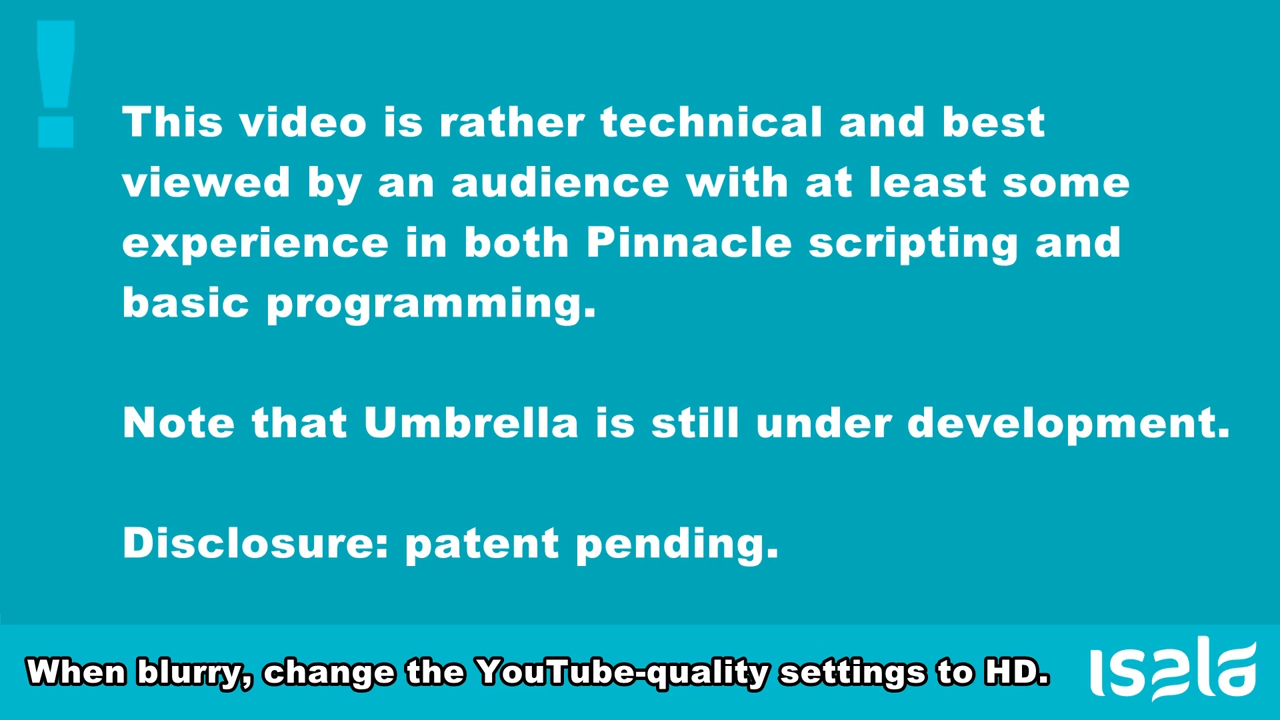 !
This video is rather technical and best
viewed by an audience with at least some
experience in both Pinnacle scripting and
basic programming.
Note that Umbrella is still under development.
Disclosure: patent pending.
When blurry, change the YouTube-quality settings to HD.
isala